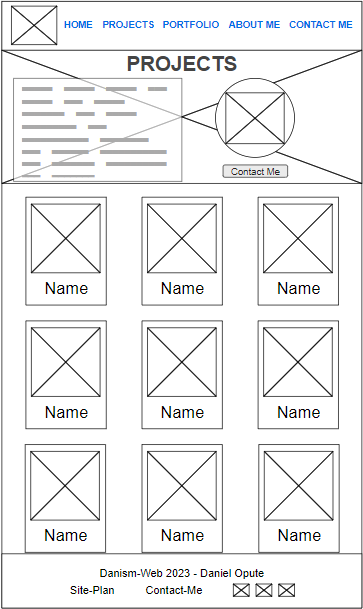 HOME PROJECTS PORTFOLIO ABOUT ME CONTACT ME
PROJECTS
Contact Me
Name Name Name
Name Name Name
Name Name Name
Danism-Web 2023 - Daniel Opute
Site-Plan Contact-Me